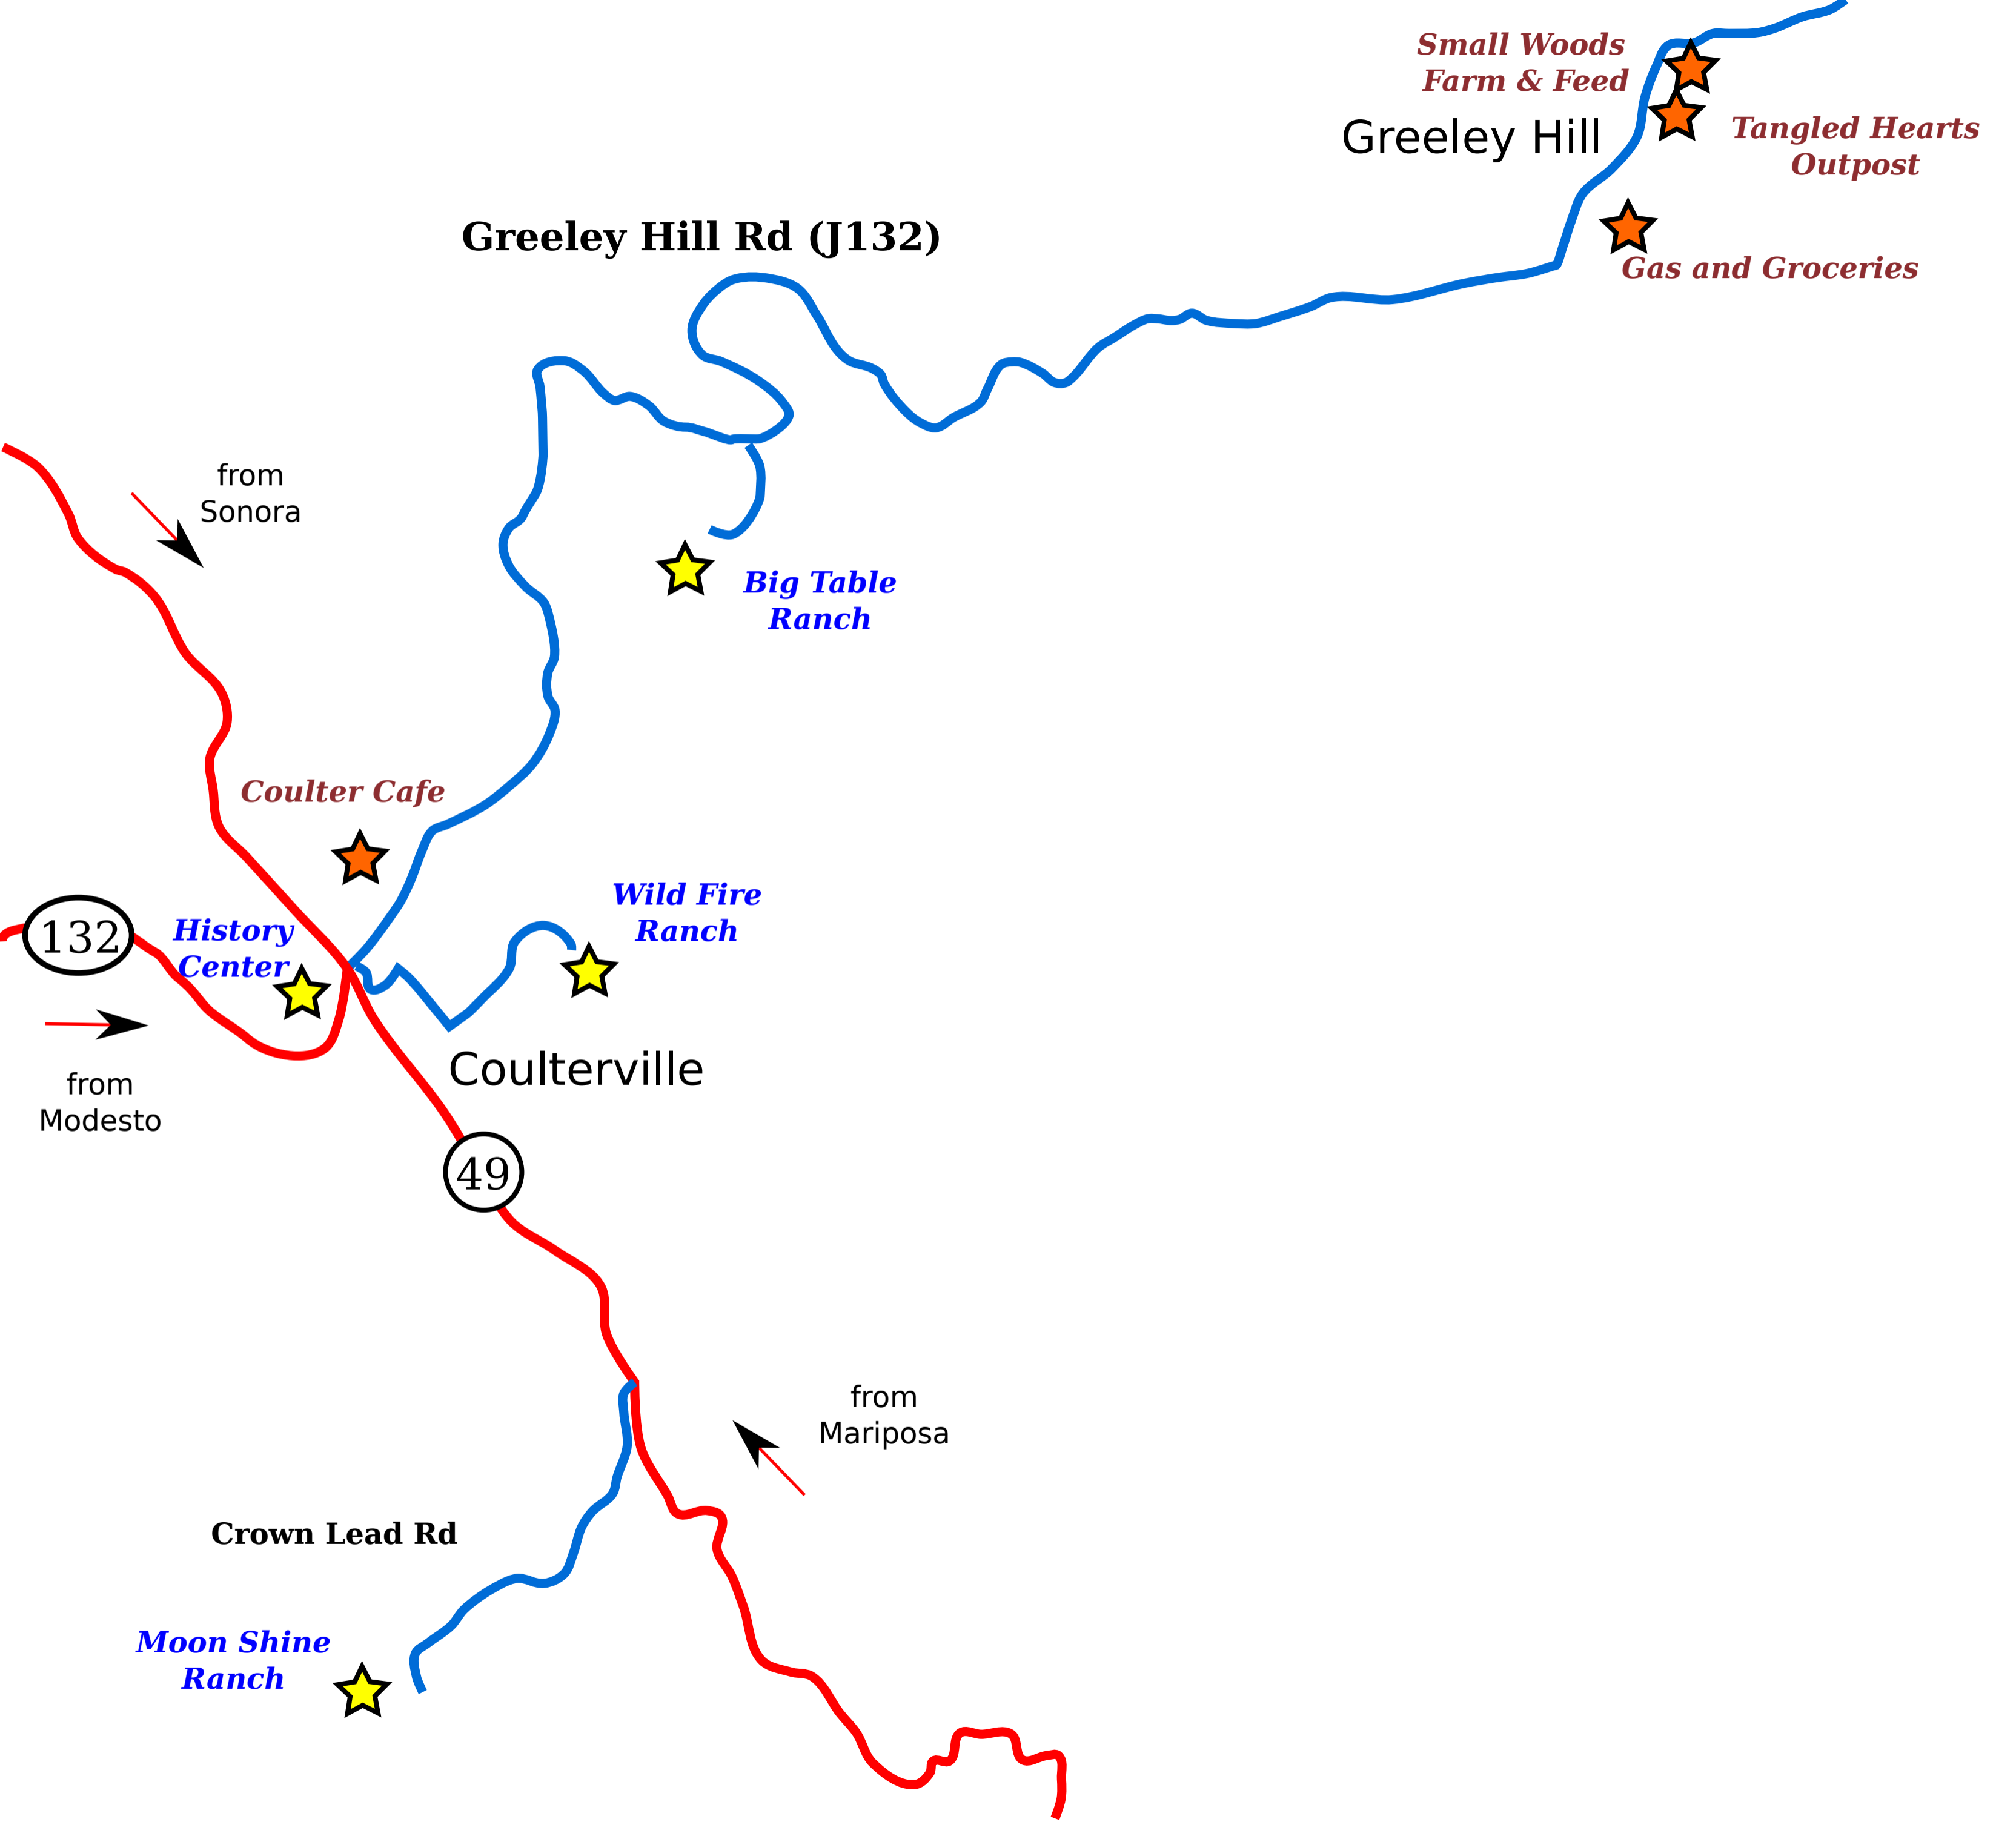 Small Woods
Farm & Feed
Greeley Hill
Tangled Hearts
Outpost
Greeley Hill Rd (J132)
Gas and Groceries
from
Sonora
Big Table
Ranch
Coulter Cafe
Wild Fire
Ranch
132
History
Center
from
Modesto
Coulterville
49
from
Mariposa
Crown Lead Rd
Moon Shine
Ranch